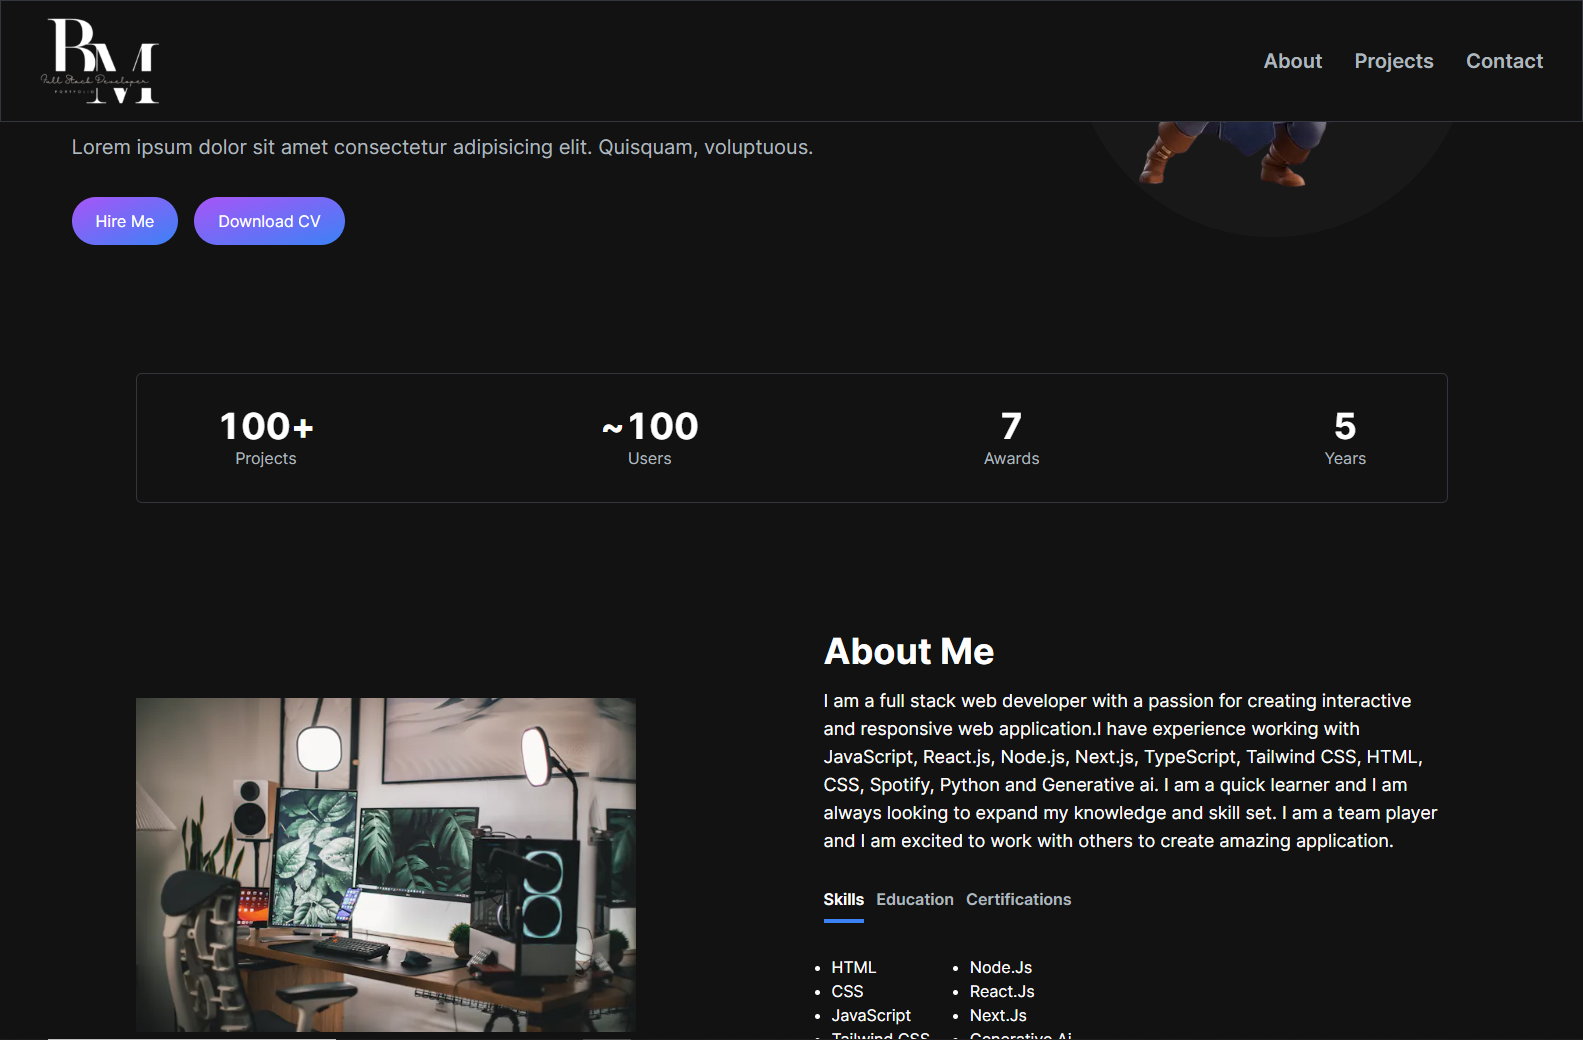 BM
Full Stack Developer
PORTFOLIO
About Projects Contact
Lorem ipsum dolor sit amet consectetur adipisicing elit. Quisquam, voluptuous.
Hire Me Download CV
100+ ~100 7 5
Projects Users Awards Years
About Me
I am a full stack web developer with a passion for creating interactive
and responsive web application.I have experience working with
JavaScript, React.js, Node.js, Next.js, TypeScript, Tailwind CSS, HTML,
CSS, Spotify, Python and Generative ai. I am a quick learner and I am
always looking to expand my knowledge and skill set. I am a team player
and I am excited to work with others to create amazing application.
Skills Education Certifications
• HTML
• CSS
• JavaScript
• Tailwind CSS
• Node.Js
• React.Js
• Next.Js
• Generative Ai